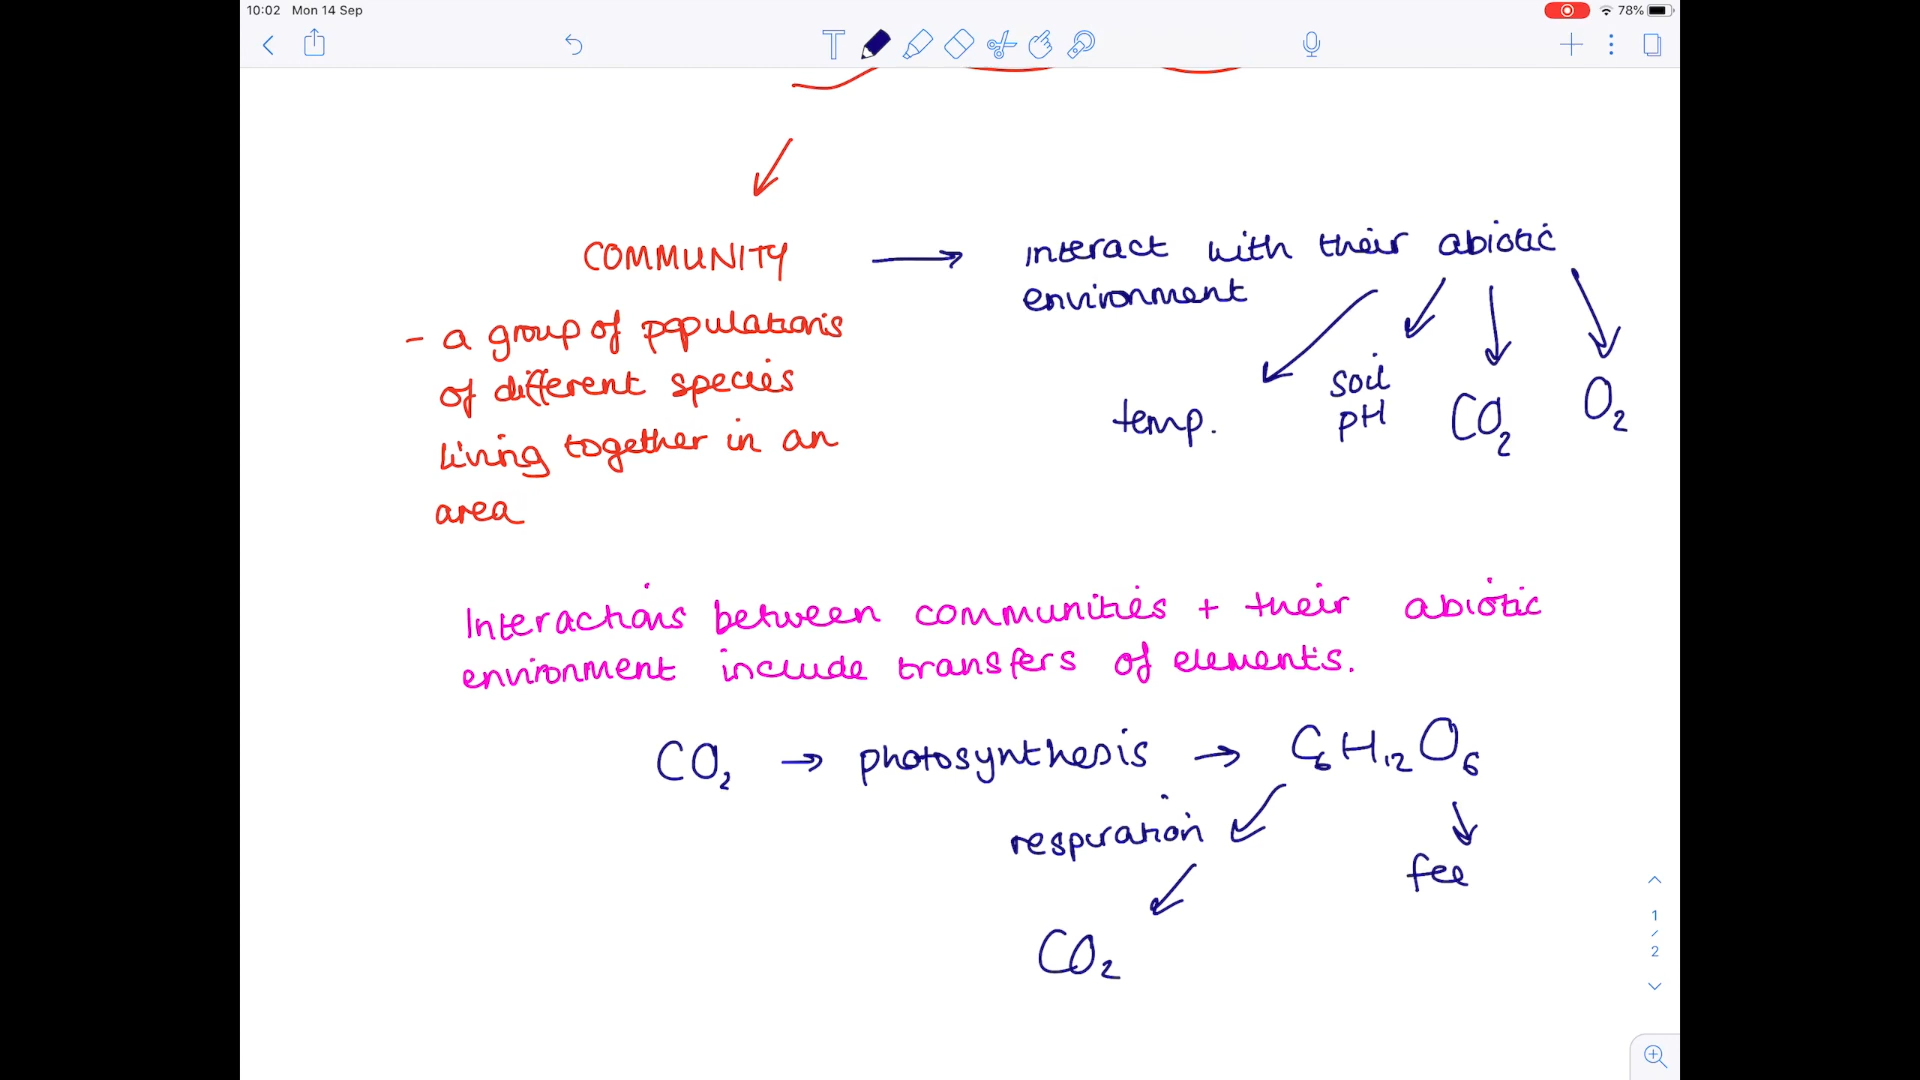 10:02 Mon 14 Sep
78%
T
COMMUNITY → interact with their abiotic
environment
- a group of populations
of different species
living together in an
area
temp.
soil
pH
CO₂
O₂
Interactions between communities + their abiotic
environment include transfers of elements.
CO₂ → photosynthesis → C₆H₁₂O₆
respiration
fee
CO₂
1
/
2